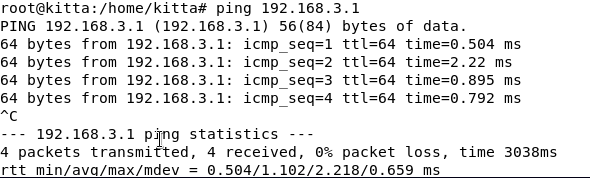 root@kitta:/home/kitta# ping 192.168.3.1
PING 192.168.3.1 (192.168.3.1) 56(84) bytes of data.
64 bytes from 192.168.3.1: icmp_seq=1 ttl=64 time=0.504 ms
64 bytes from 192.168.3.1: icmp_seq=2 ttl=64 time=2.22 ms
64 bytes from 192.168.3.1: icmp_seq=3 ttl=64 time=0.895 ms
64 bytes from 192.168.3.1: icmp_seq=4 ttl=64 time=0.792 ms
^C
--- 192.168.3.1 ping statistics ---
4 packets transmitted, 4 received, 0% packet loss, time 3038ms
rtt min/avg/max/mdev = 0.504/1.102/2.218/0.659 ms